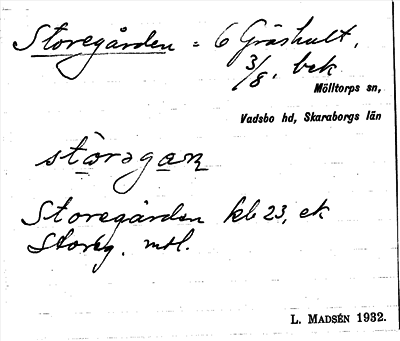 Storegården = 6 Gråshult,
3/8, bek
Mölltorps sn,
Vadsbo hd, Skaraborgs län
Storegården kb 23, ek
Storeg. mtl.
L. MADSÉN 1932.